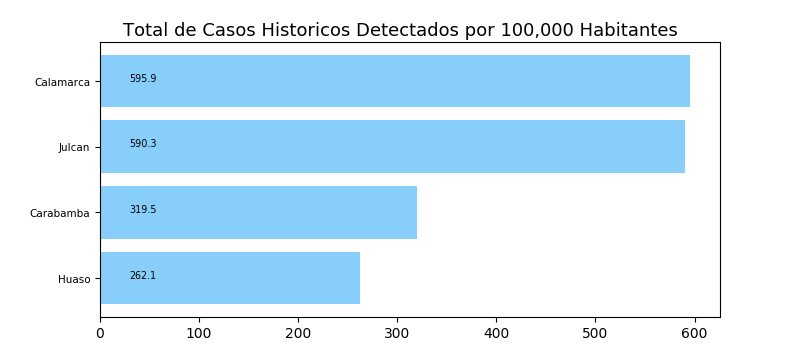 Total de Casos Historicos Detectados por 100,000 Habitantes
Calamarca 595.9
Julcan 590.3
Carabamba 319.5
Huaso 262.1
0 100 200 300 400 500 600